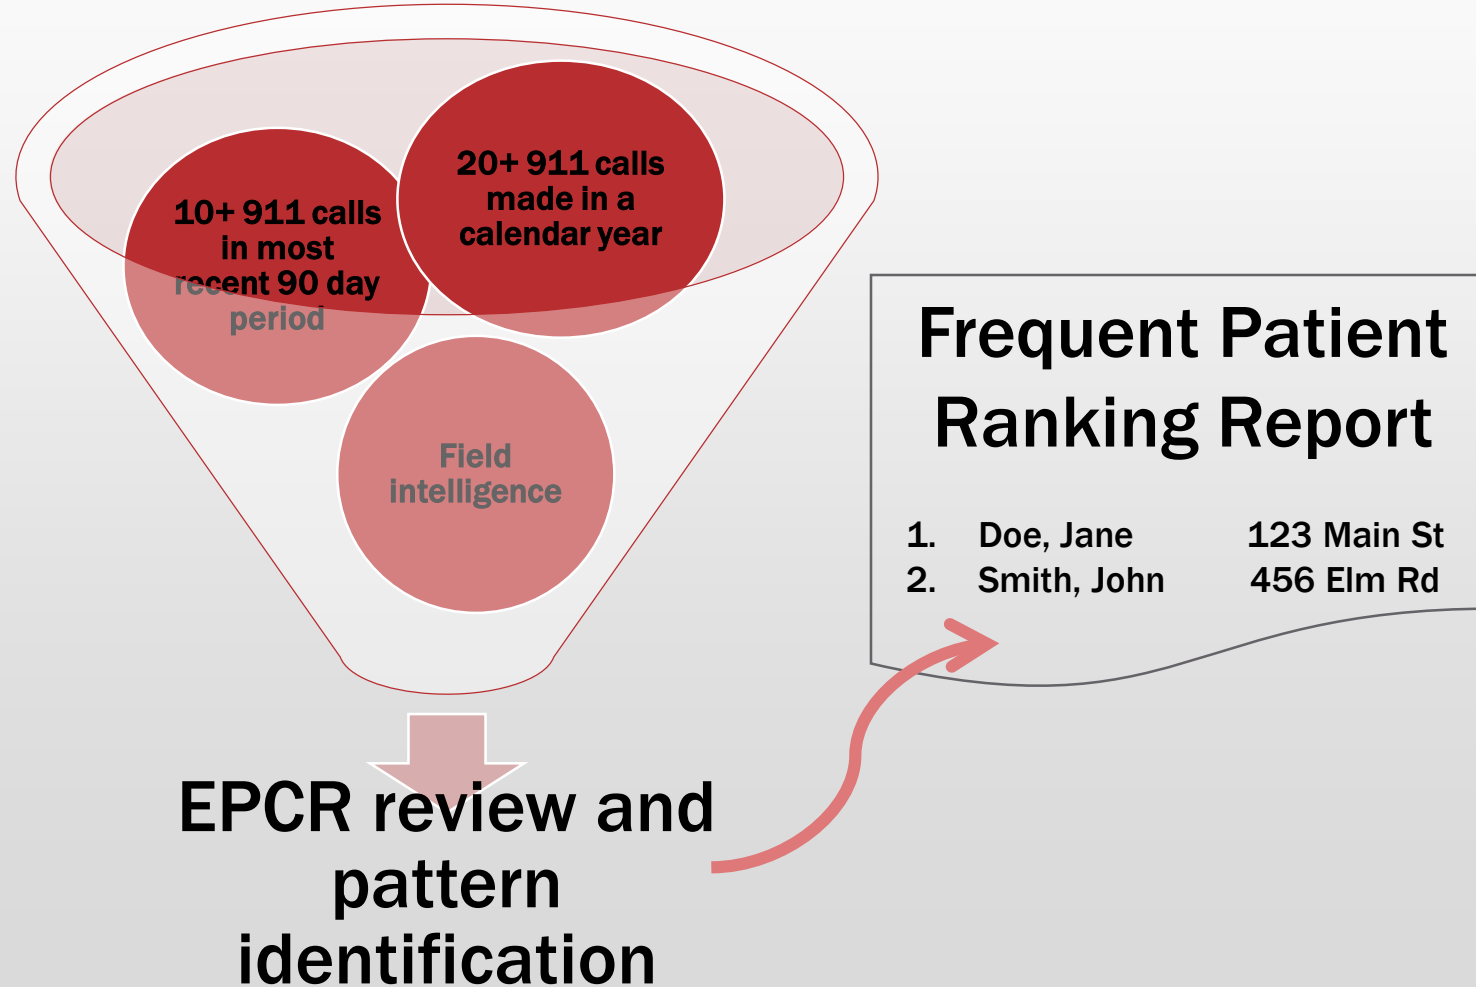 10+ 911 calls
in most
recent 90 day
period
20+ 911 calls
made in a
calendar year
Field
intelligence
EPCR review and
pattern
identification
Frequent Patient
Ranking Report
1. Doe, Jane 123 Main St
2. Smith, John 456 Elm Rd